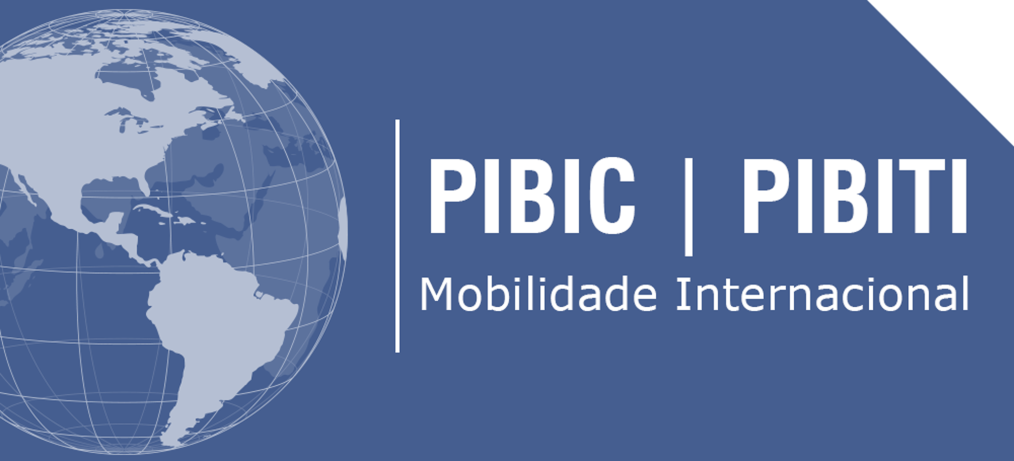 PIBIC | PIBITI
Mobilidade Internacional